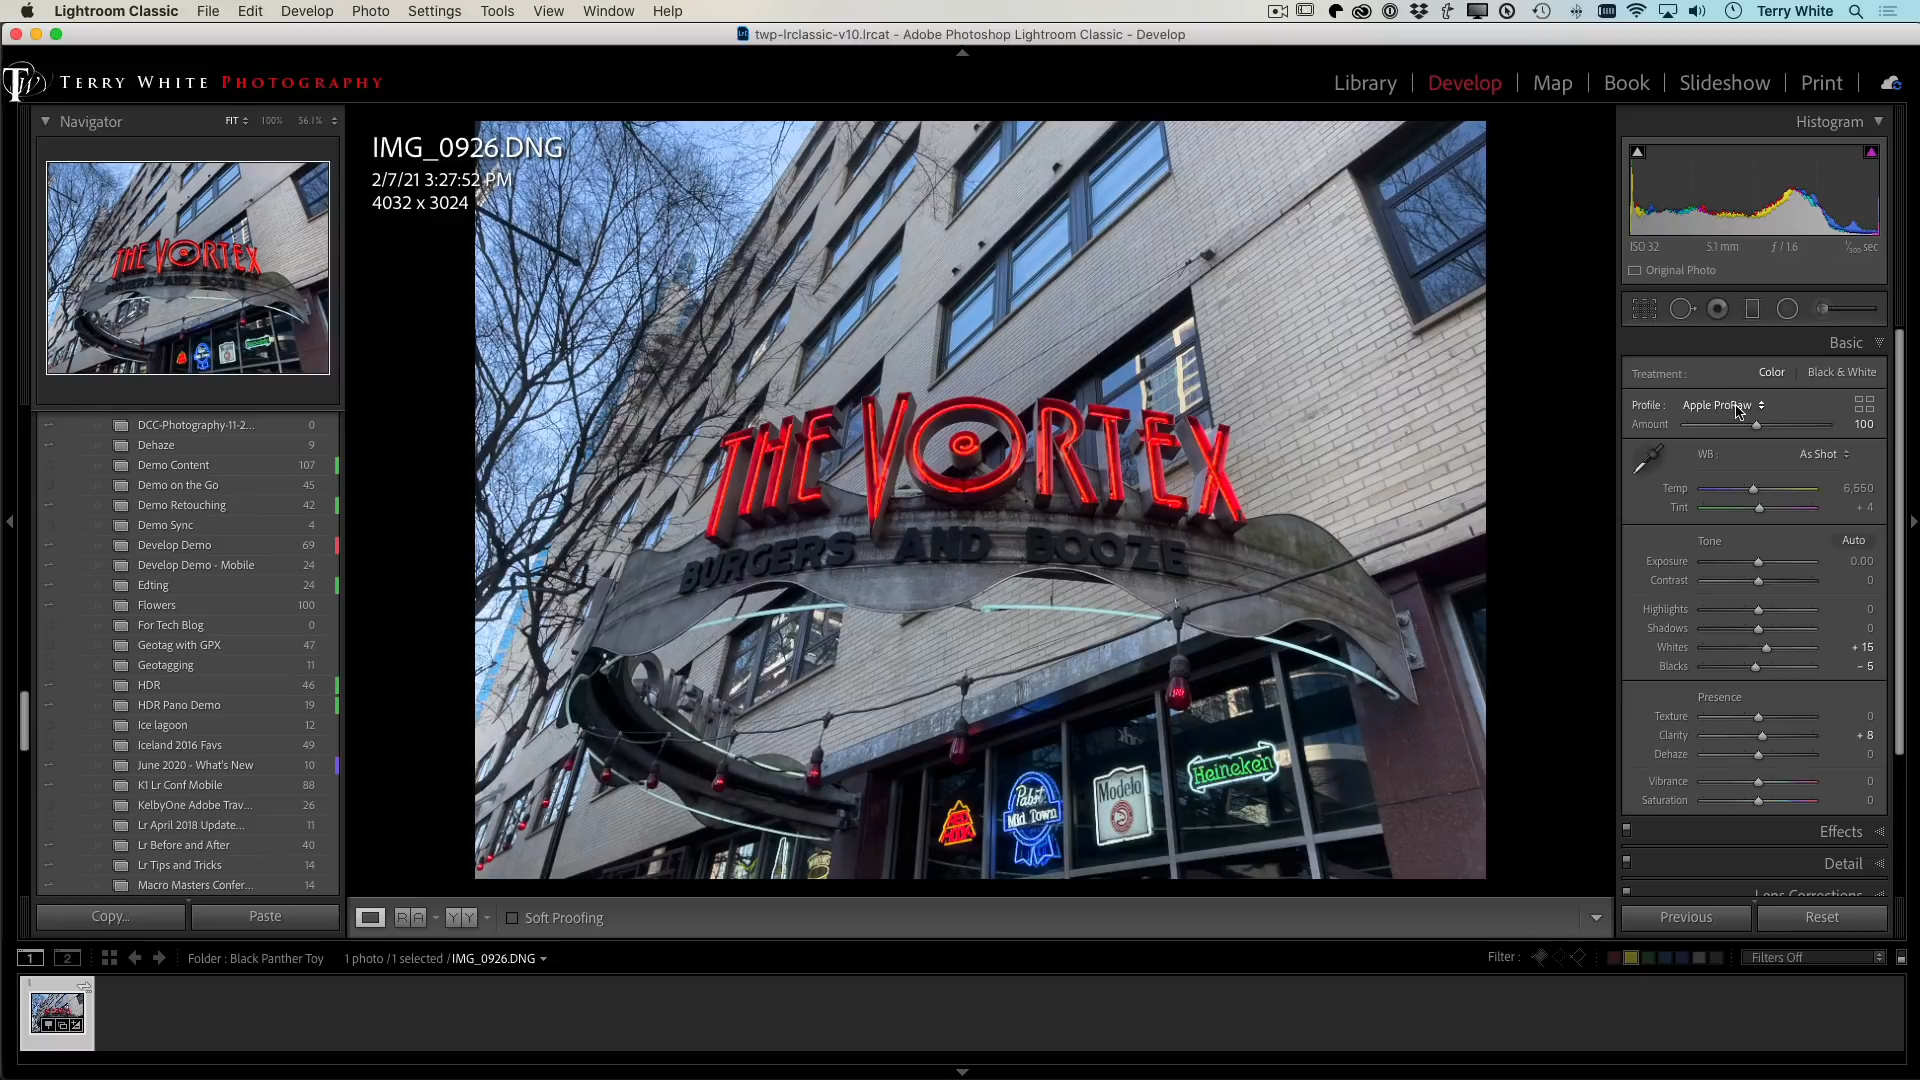 Lightroom Classic File Edit Develop Photo Settings Tools View Window Help Terry White
twp-lrclassic-v10.lrcat - Adobe Photoshop Lightroom Classic - Develop
TW TERRY WHITE PHOTOGRAPHY
Library | Develop | Map | Book | Slideshow | Print
Navigator FIT 100% 56.1%
IMG_0926.DNG
2/7/21 3:27:52 PM
4032 x 3024
THE VORTEX
BURGERS AND BOOZE
Pabst
Mid Town
Modelo
Heineken
DCC-Photography-11-2... 0
Dehaze 9
Demo Content 107
Demo on the Go 45
Demo Retouching 42
Demo Sync 4
Develop Demo 69
Develop Demo - Mobile 24
Edting 24
Flowers 100
For Tech Blog 0
Geotag with GPX 47
Geotagging 11
HDR 46
HDR Pano Demo 19
Ice lagoon 12
Iceland 2016 Favs 49
June 2020 - What's New 10
K1 Lr Conf Mobile 88
KelbyOne Adobe Trav... 26
Lr April 2018 Update... 11
Lr Before and After 40
Lr Tips and Tricks 14
Macro Masters Confer... 14
Copy... Paste
Histogram
ISO 32 5.1 mm ƒ / 1.6 1/300 sec
Original Photo
Basic
Treatment : Color | Black & White
Profile : Apple ProRaw
Amount 100
WB : As Shot
Temp 6,550
Tint + 4
Tone Auto
Exposure 0.00
Contrast 0
Highlights 0
Shadows 0
Whites + 15
Blacks - 5
Presence
Texture 0
Clarity + 8
Dehaze 0
Vibrance 0
Saturation 0
Effects
Detail
Lens Corrections
Previous Reset
RA YY Soft Proofing
1 2 Folder : Black Panther Toy 1 photo / 1 selected / IMG_0926.DNG
Filter : Filters Off